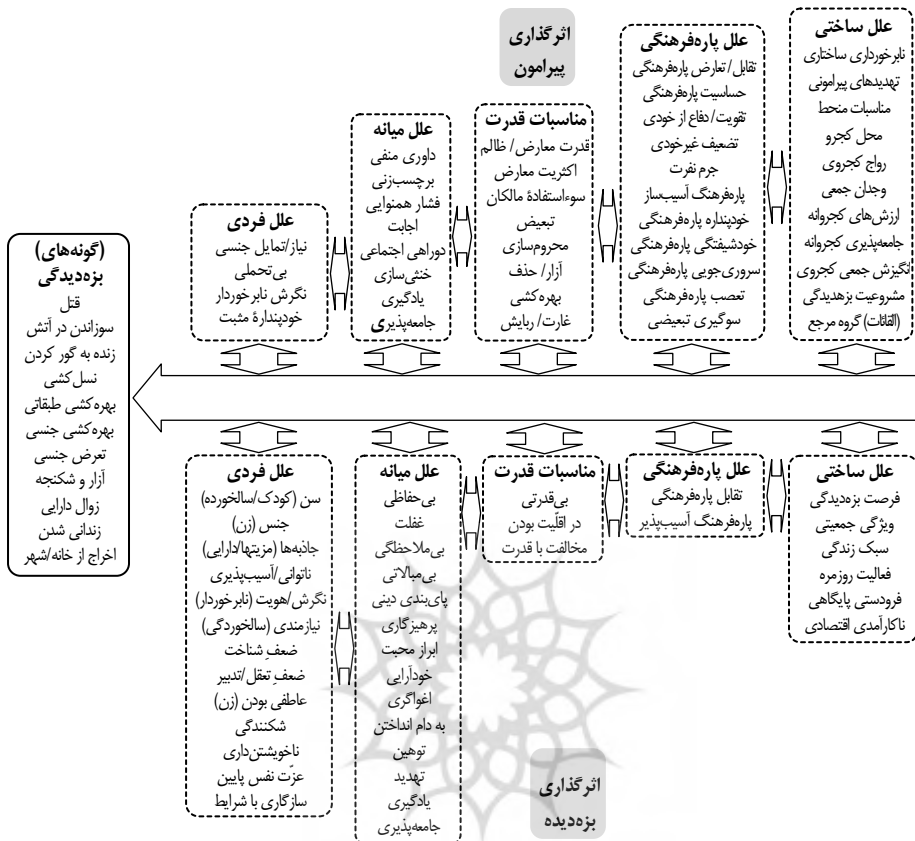 اثرگذاری
پیرامون
علل ساختی
نابرخورداری ساختاری
تهدیدهای پیرامونی
مناسبات منحط
محل کجرو
رواج کجروی
وجدان جمعی
ارزش‌های کجروانه
جامعه‌پذیری کجروانه
انگیزش جمعی کجروی
مشروعیت بزهدیدگی
(القائات) گروه مرجع
علل پاره‌فرهنگی
تقابل/ تعارض پاره‌فرهنگی
حساسیت پاره‌فرهنگی
تقویت/ دفاع از خودی
تضعیف غیرخودی
جرم نفرت
پاره‌فرهنگ آسیب‌ساز
خودپنداره پاره‌فرهنگی
خودشیفتگی پاره‌فرهنگی
سروری‌جویی پاره‌فرهنگی
تعصب پاره‌فرهنگی
سوگیری تبعیضی
مناسبات قدرت
قدرت معارض/ ظالم
اکثریت معارض
سوءاستفادۀ مالکان
تبعیض
محروم‌سازی
آزار/ حذف
بهره‌کشی
غارت/ ربایش
علل میانه
داوری منفی
برچسب‌زنی
فشار همنوایی
اجابت
دوراهی اجتماعی
خنثی‌سازی
یادگیری
جامعه‌پذیری
علل فردی
نیاز/تمایل جنسی
بی‌تحملی
نگرش نابرخوردار
خودپندارۀ مثبت
(گونه‌های)
بزه‌دیدگی
قتل
سوزاندن در آتش
زنده به گور کردن
نسل‌کشی
بهره‌کشی طبقاتی
بهره‌کشی جنسی
تعرض جنسی
آزار و شکنجه
زوال دارایی
زندانی شدن
اخراج از خانه/شهر
علل ساختی
فرصت بزه‌دیدگی
ویژگی جمعیتی
سبک زندگی
فعالیت روزمره
فرودستی پایگاهی
ناکارآمدی اقتصادی
علل پاره‌فرهنگی
تقابل پاره‌فرهنگی
پاره‌فرهنگ آسیب‌پذیر
مناسبات قدرت
بی‌قدرتی
در اقلّیت بودن
مخالفت با قدرت
علل میانه
بی‌حفاظی
غفلت
بی‌ملاحظگی
بی‌مبالاتی
پای‌بندی دینی
پرهیزگاری
ابراز محبت
خودآرایی
اغواگری
به دام انداختن
توهین
تهدید
یادگیری
جامعه‌پذیری
علل فردی
سن (کودک/سالخورده)
جنس (زن)
جاذبه‌ها (مزیتها/دارایی)
ناتوانی/آسیب‌پذیری
نگرش/هویت (نابرخوردار)
نیازمندی (سالخوردگی)
ضعفِ شناخت
ضعفِ تعقل/تدبیر
عاطفی بودن (زن)
شکنندگی
ناخویشتن‌داری
عزّت نفس پایین
سازگاری با شرایط
اثرگذاری
بزه‌دیده